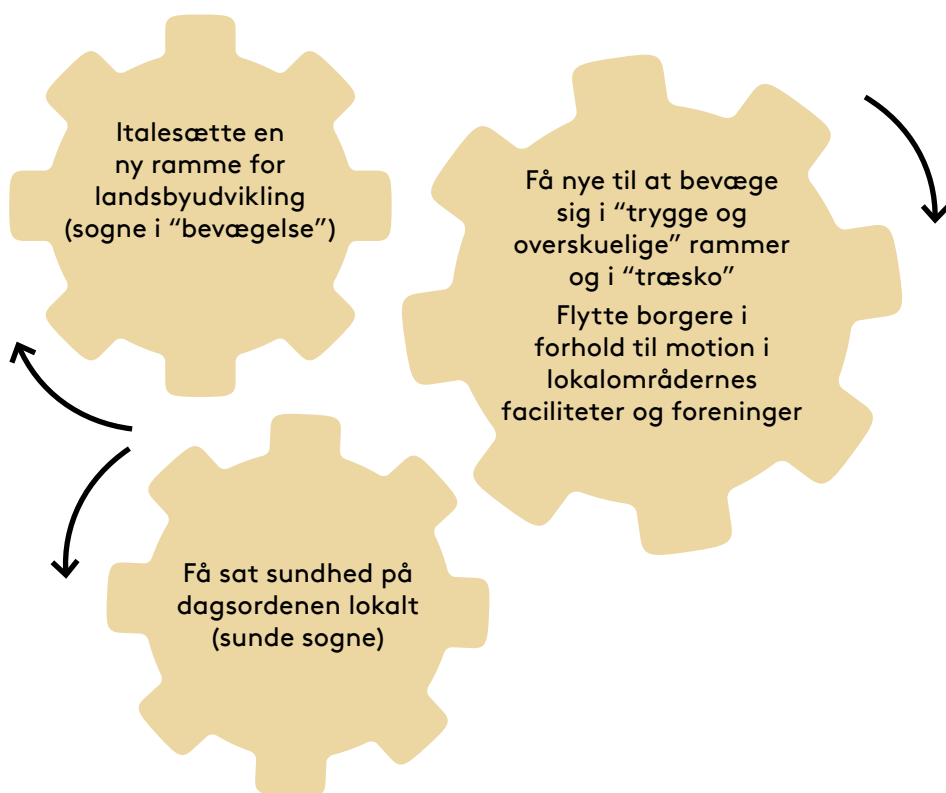 Italesætte en
ny ramme for
landsbyudvikling
(sogne i “bevægelse”)
Få nye til at bevæge
sig i “trygge og
overskuelige” rammer
og i “træsko”
Flytte borgere i
forhold til motion i
lokalområdernes
faciliteter og foreninger
Få sat sundhed på
dagsordenen lokalt
(sunde sogne)